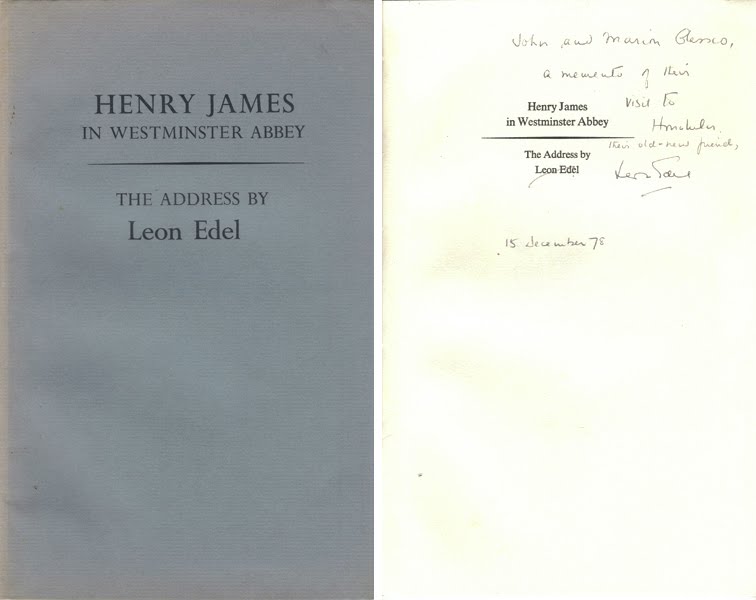 HENRY JAMES
IN WESTMINSTER ABBEY
THE ADDRESS BY
Leon Edel
John and Marion Glassco,
a memento of their
visit to
Honolulu.
their old-new friend,
Leon Edel
Henry James
in Westminster Abbey
The Address by
Leon Edel
15 December 78